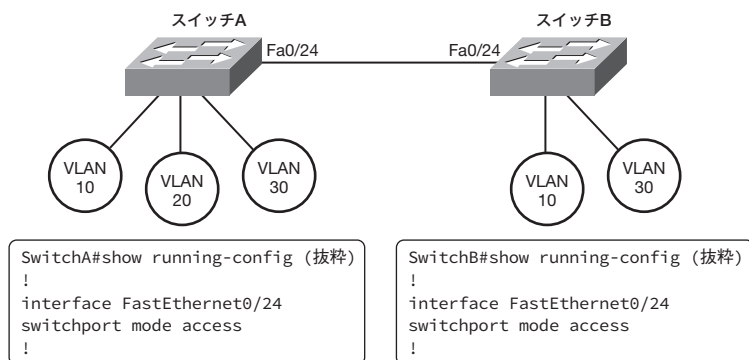 スイッチA
スイッチB
Fa0/24
Fa0/24
VLAN
10
VLAN
20
VLAN
30
VLAN
10
VLAN
30
SwitchA#show running-config (抜粋)
!
interface FastEthernet0/24
switchport mode access
!
SwitchB#show running-config (抜粋)
!
interface FastEthernet0/24
switchport mode access
!